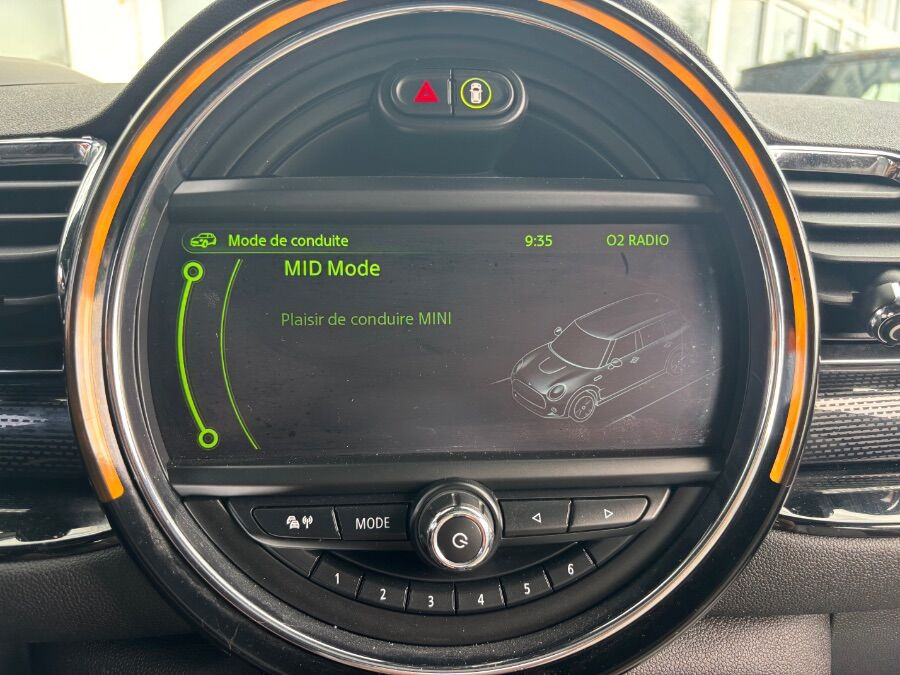 Mode de conduite 9:35 O2 RADIO
MID Mode
Plaisir de conduire MINI
MODE
1 2 3 4 5 6